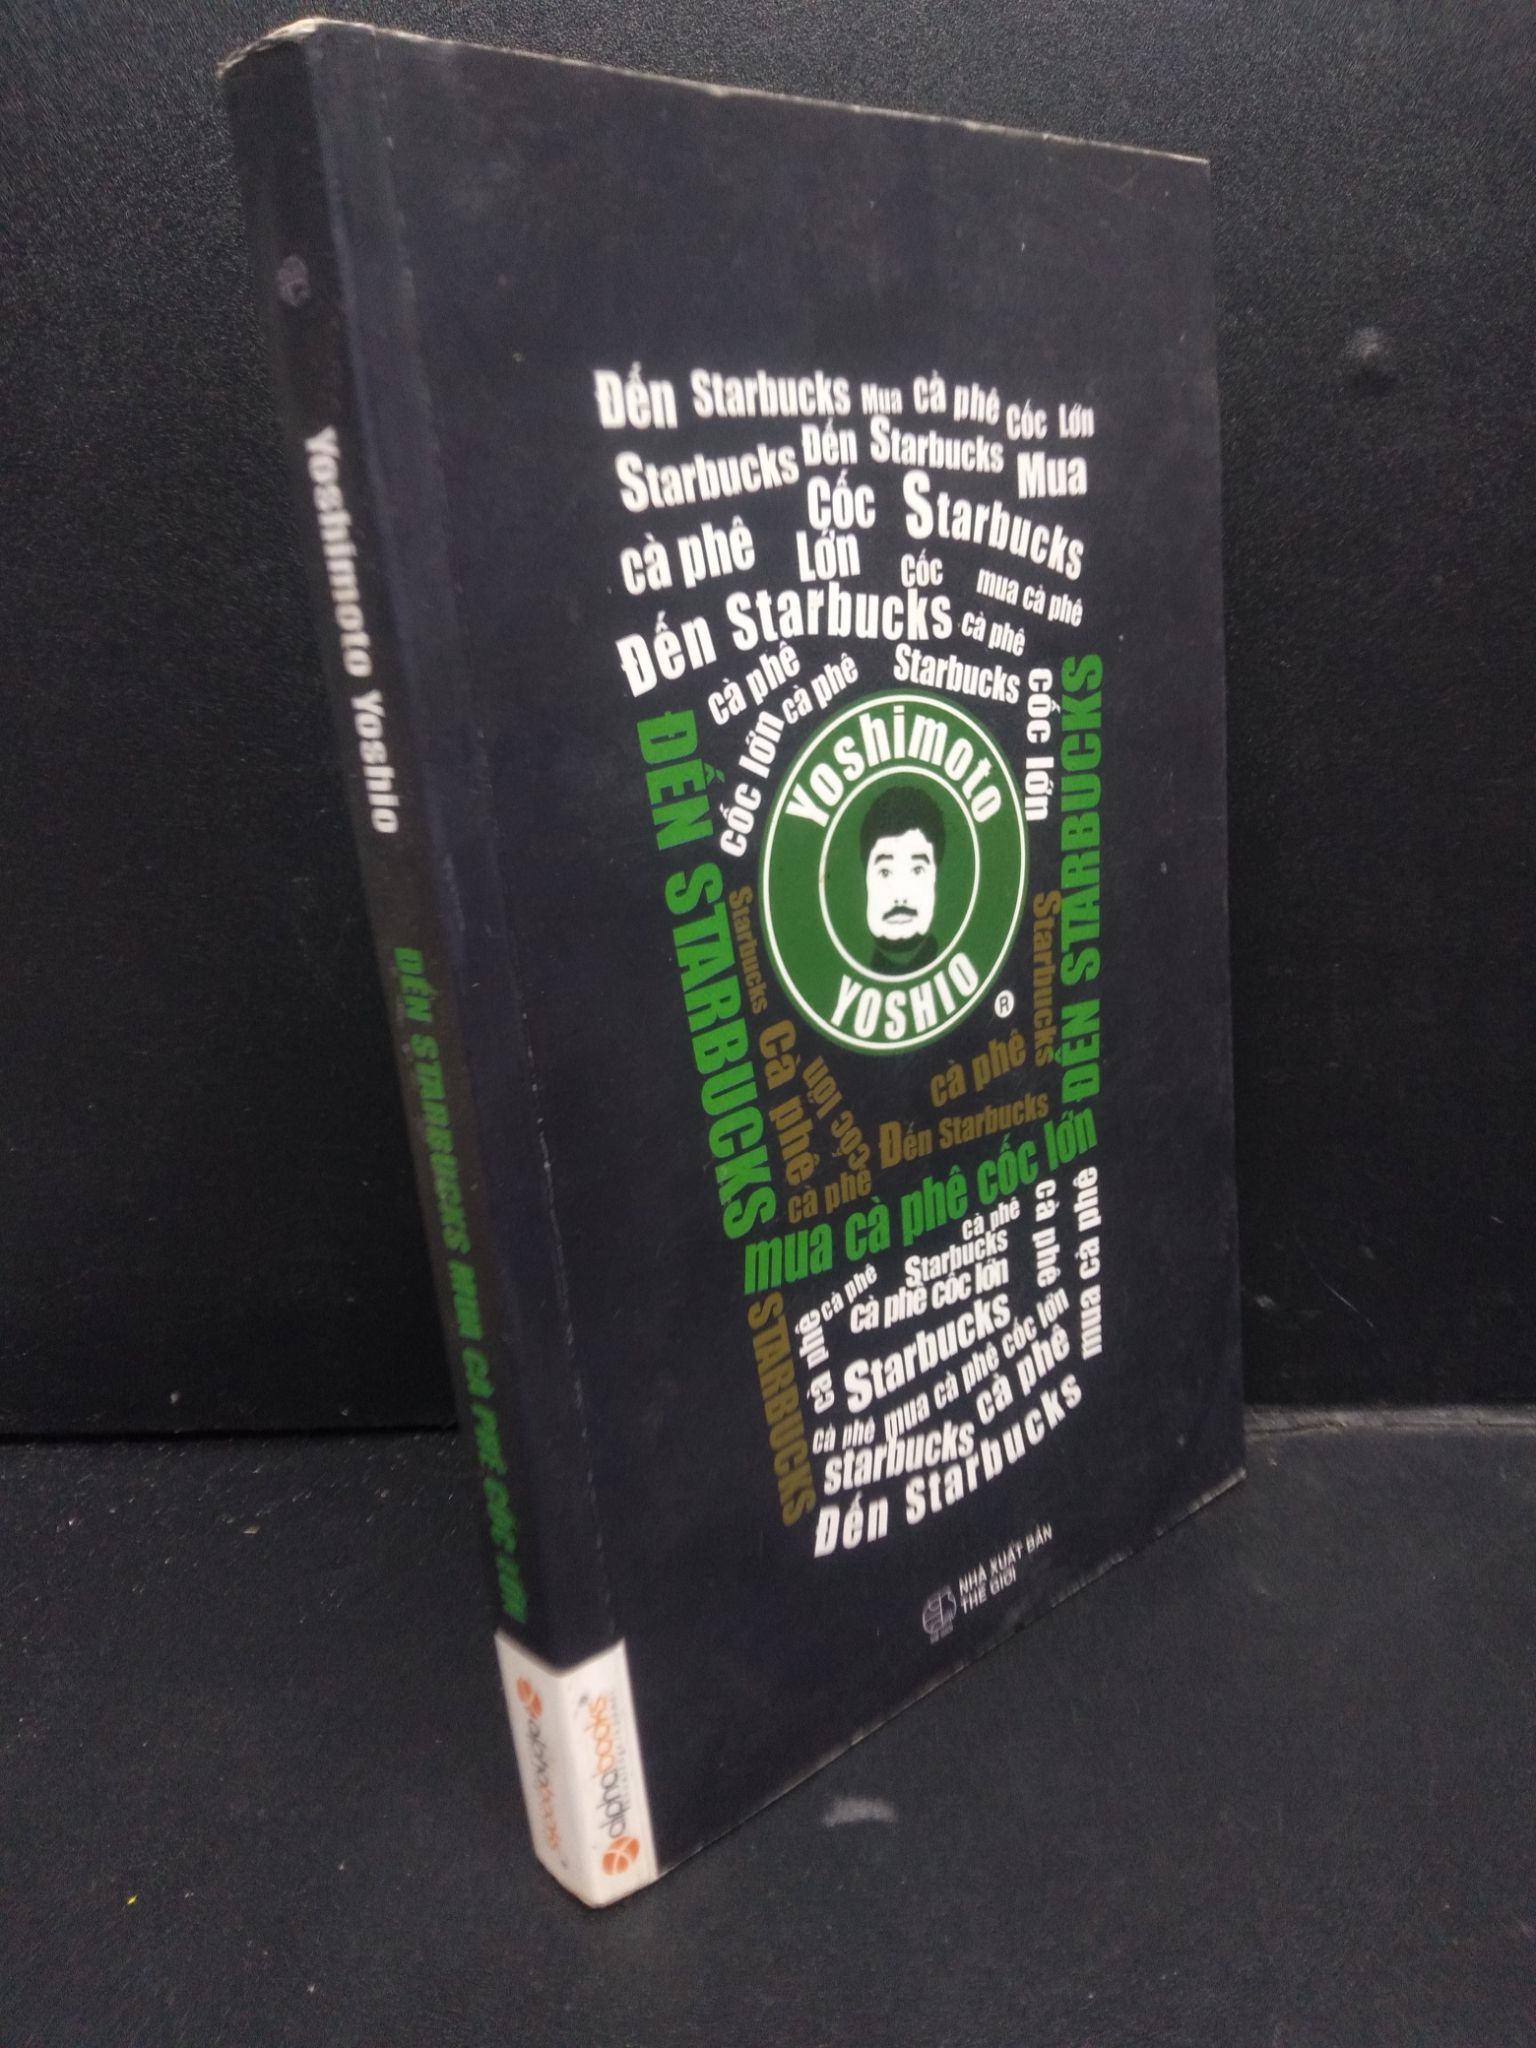 Yoshimoto Yoshio
ĐẾN STARBUCKS MUA CÀ PHÊ CỐC LỚN
alphabooks
alphabooks
Đến Starbucks Mua cà phê cốc Lớn
Starbucks Đến Starbucks Mua
cà phê Cốc Starbucks
Lớn cốc mua cà phê
Đến Starbucks cà phê
cà phê cà phê Starbucks
cốc lớn
cốc lớn
ĐẾN STARBUCKS
ĐẾN STARBUCKS
Yoshimoto
YOSHIO
®
Starbucks
Starbucks
cà phê
cốc lớn
cà phê
cà phê
Đến Starbucks
mua cà phê cốc lớn
cà phê
cà phê
mua cà phê
Starbucks
cà phê
cà phê cốc lớn
STARBUCKS
cà phê
Starbucks
cà phê mua cà phê cốc lớn
starbucks cà phê
Đến Starbucks
NHÀ XUẤT BẢN
THẾ GIỚI